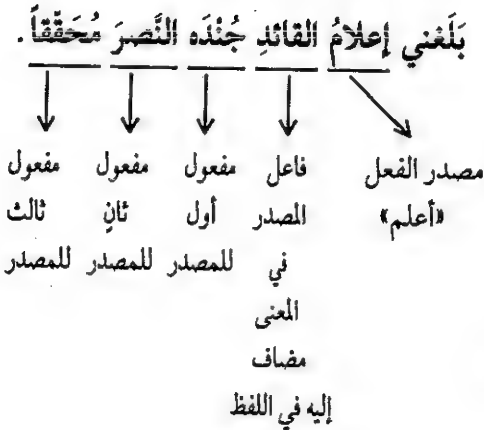 بَلَغني إعلامُ القائدِ جُنْدَه النَّصرَ مُحَقَّقاً.
مصدر الفعل فاعل مفعول مفعول مفعول
«أعلم» المصدر أول ثانٍ ثالث
في للمصدر للمصدر للمصدر
المعنى
مضاف
إليه في اللفظ